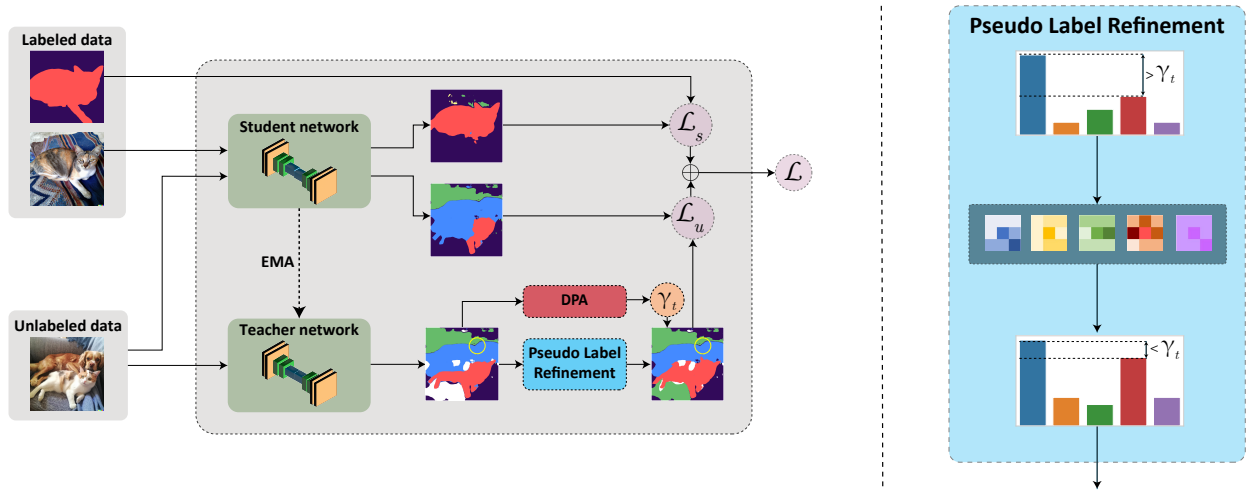 Labeled data
Student network
EMA
Unlabeled data
Teacher network
DPA
γₜ
Pseudo Label
Refinement
ℒₛ
ℒᵤ
ℒ
Pseudo Label Refinement
> γₜ
< γₜ